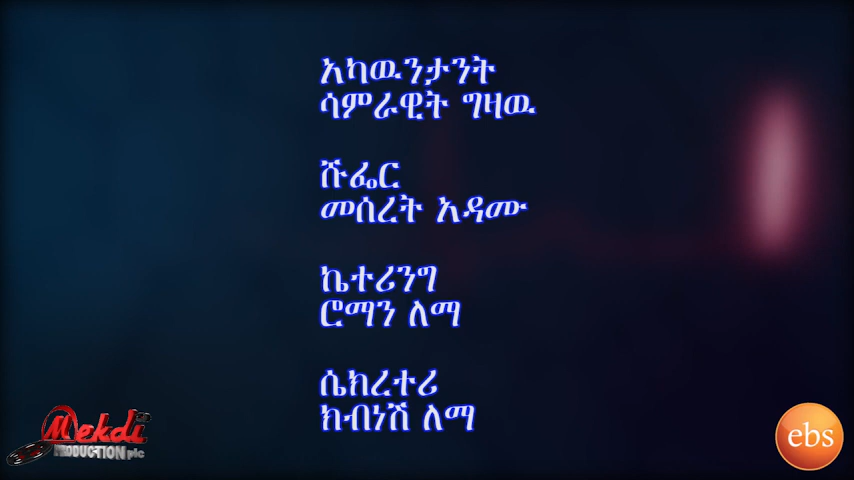 አካዉንታንት
ሳምራዊት ግዛዉ
ሹፌር
መሰረት አዳሙ
ኬተሪንግ
ሮማን ለማ
ሴክረተሪ
ክብነሽ ለማ
Mekdi
PRODUCTION plc
ebs